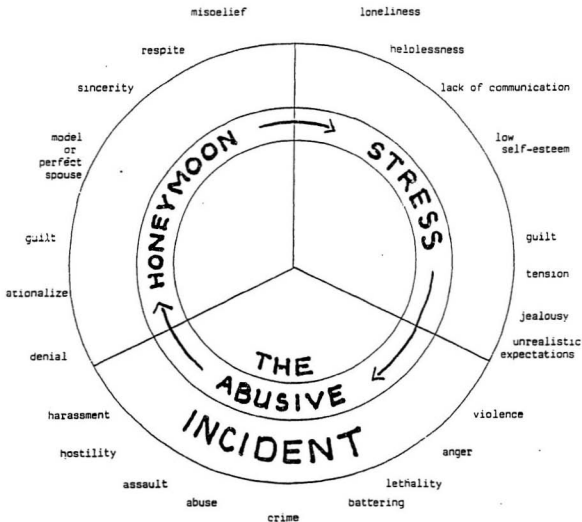 misoelief
loneliness
respite
helplessness
sincerity
lack of communication
model
or
perfect
spouse
low
self-esteem
HONEYMOON
STRESS
guilt
guilt
tension
ationalize
jealousy
unrealistic
expectations
denial
THE
ABUSIVE
INCIDENT
harassment
violence
hostility
anger
assault
lethality
abuse
battering
crime